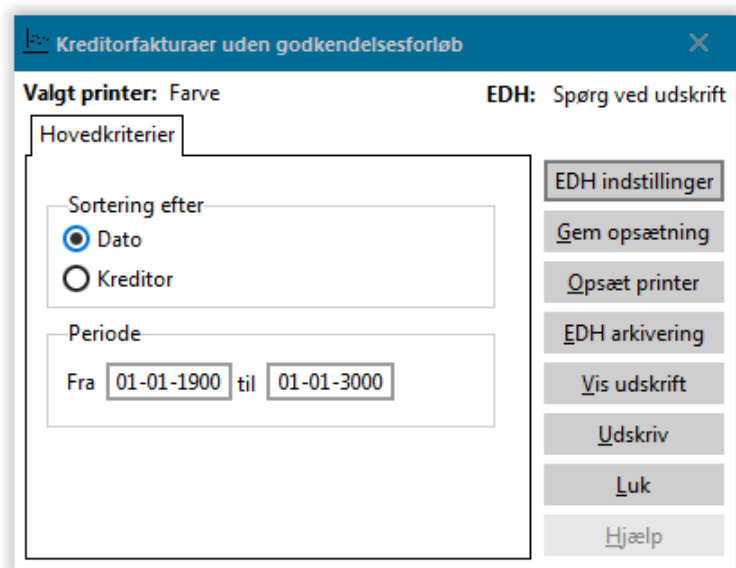 Kreditorfakturaer uden godkendelsesforløb
Valgt printer: Farve
EDH: Spørg ved udskrift
Hovedkriterier
Sortering efter
Dato
Kreditor
Periode
Fra 01-01-1900 til 01-01-3000
EDH indstillinger
Gem opsætning
Opsæt printer
EDH arkivering
Vis udskrift
Udskriv
Luk
Hjælp